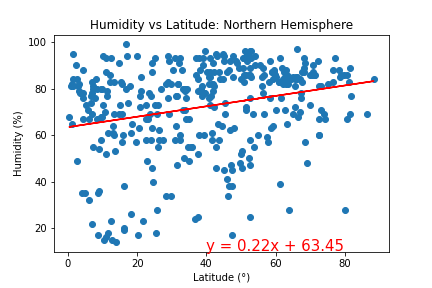 Humidity vs Latitude: Northern Hemisphere
100
80
60
40
20
Humidity (%)
y = 0.22x + 63.45
0 20 40 60 80
Latitude (°)